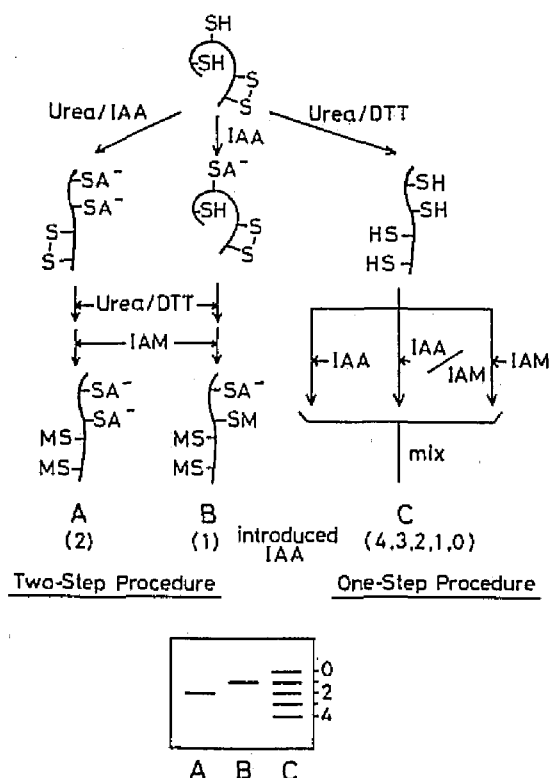 SH
SH
S
S
Urea/IAA
IAA
Urea/DTT
SA⁻
SA⁻
SA⁻
S
S
SH
S
S
SH
SH
HS
HS
Urea/DTT
IAM
IAA
IAA/IAM
IAM
SA⁻
SA⁻
MS
MS
SA⁻
SM
MS
MS
mix
A
B
C
(2)
(1)
introduced IAA
(4,3,2,1,0)
Two-Step Procedure
One-Step Procedure
0
2
4
A B C